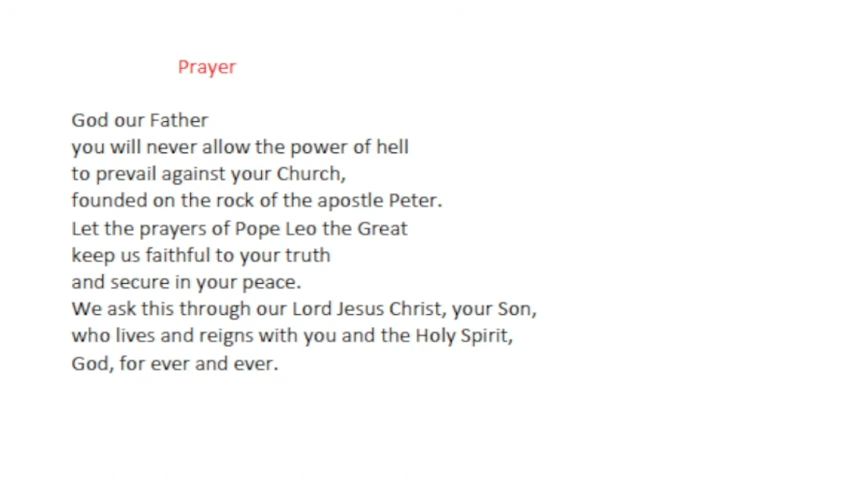 Prayer
God our Father
you will never allow the power of hell
to prevail against your Church,
founded on the rock of the apostle Peter.
Let the prayers of Pope Leo the Great
keep us faithful to your truth
and secure in your peace.
We ask this through our Lord Jesus Christ, your Son,
who lives and reigns with you and the Holy Spirit,
God, for ever and ever.